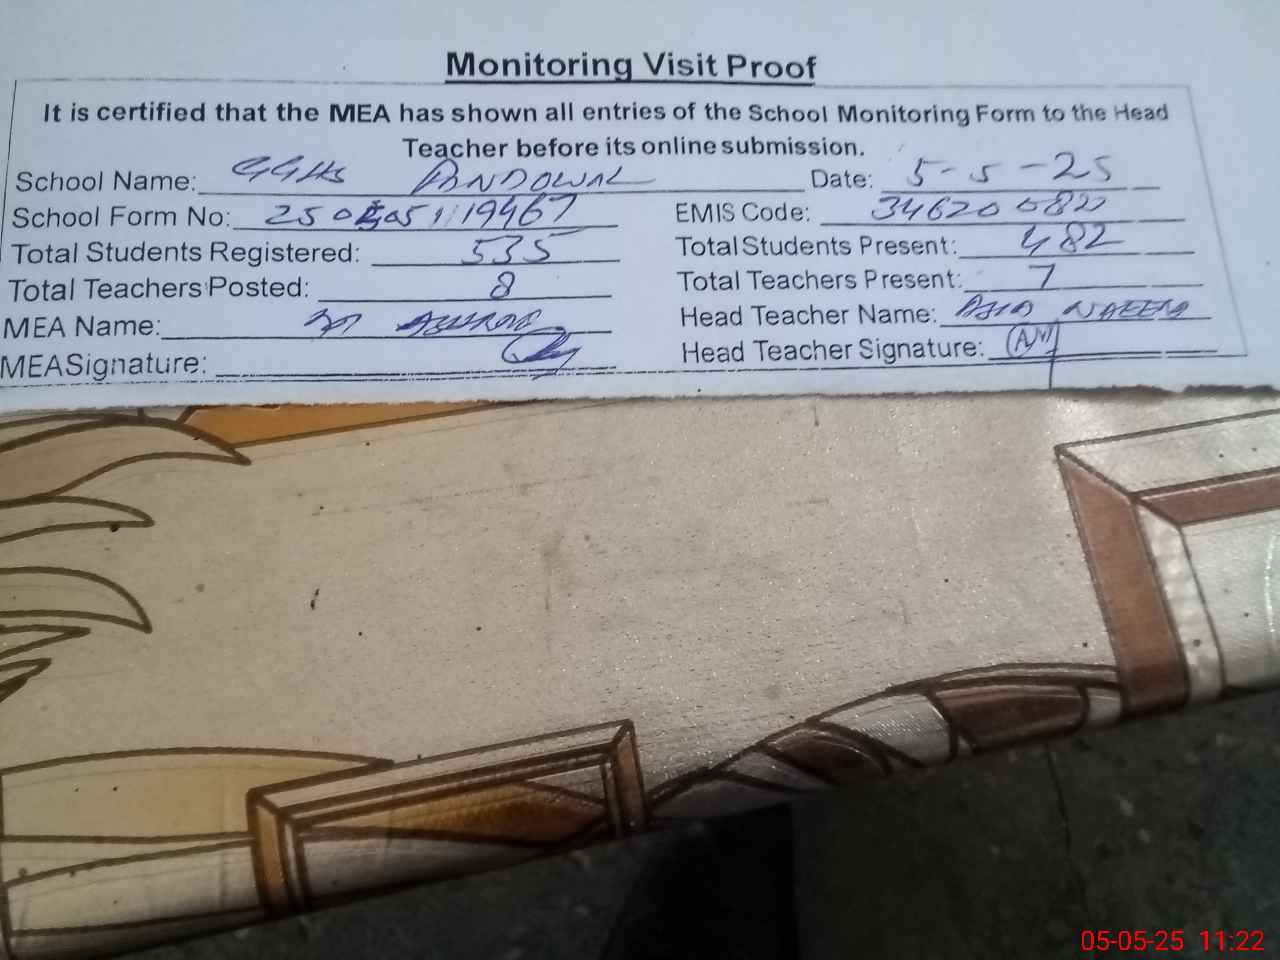 Monitoring Visit Proof
It is certified that the MEA has shown all entries of the School Monitoring Form to the Head
Teacher before its online submission.
School Name: GGHS PANDOWAL Date: 5-5-25
School Form No: EMIS Code:
Total Students Registered: 535 Total Students Present: 482
Total Teachers Posted: 8 Total Teachers Present: 7
MEA Name: Head Teacher Name: ASIA NAEEM
MEASignature: Head Teacher Signature:
05-05-25 11:22